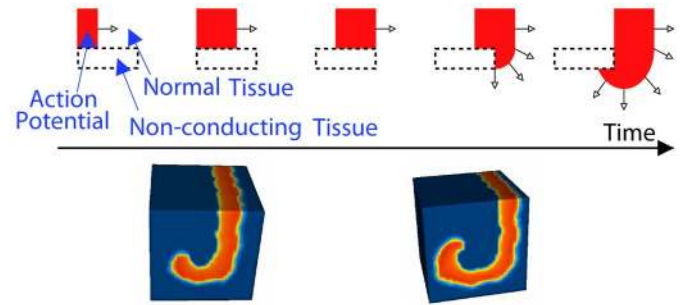 Normal Tissue
Action
Potential
Non-conducting Tissue
Time